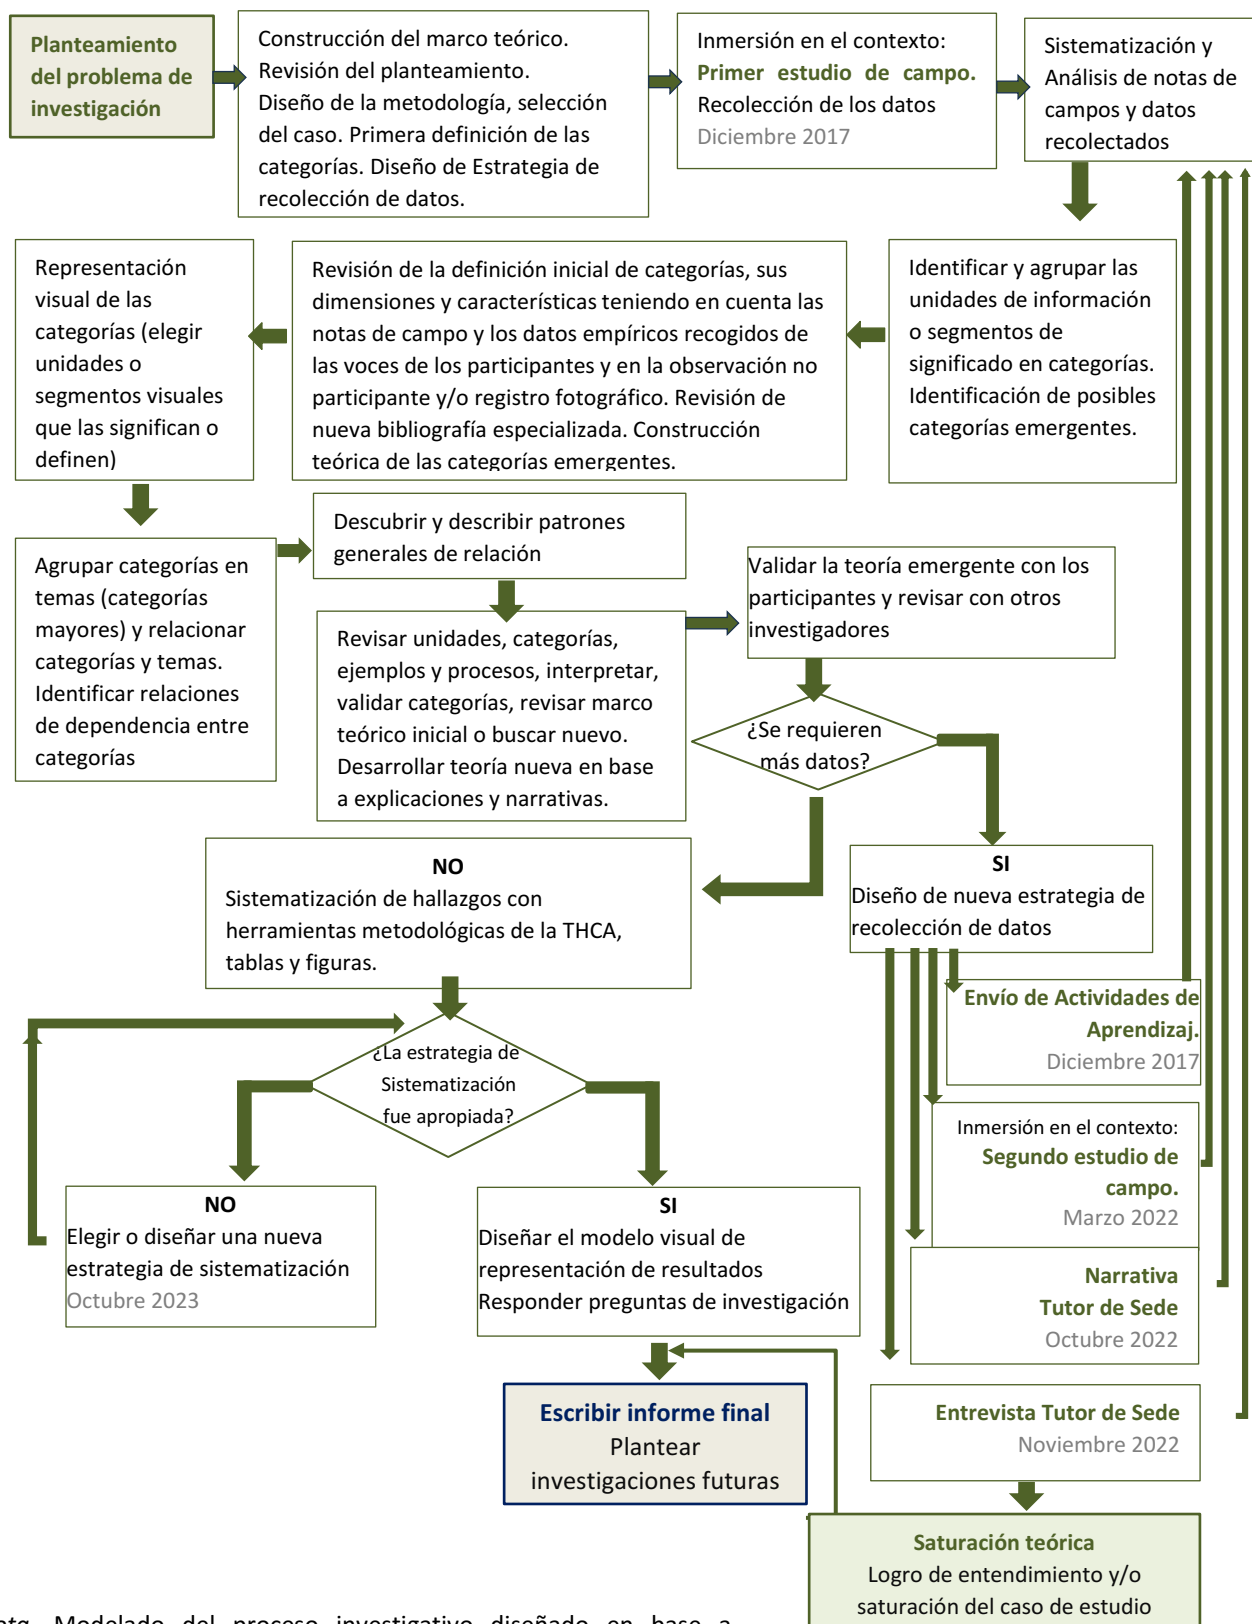 Planteamiento
del problema de
investigación
Construcción del marco teórico.
Revisión del planteamiento.
Diseño de la metodología, selección
del caso. Primera definición de las
categorías. Diseño de Estrategia de
recolección de datos.
Inmersión en el contexto:
Primer estudio de campo.
Recolección de los datos
Diciembre 2017
Sistematización y
Análisis de notas de
campos y datos
recolectados
Representación
visual de las
categorías (elegir
unidades o
segmentos visuales
que las significan o
definen)
Revisión de la definición inicial de categorías, sus
dimensiones y características teniendo en cuenta las
notas de campo y los datos empíricos recogidos de
las voces de los participantes y en la observación no
participante y/o registro fotográfico. Revisión de
nueva bibliografía especializada. Construcción
teórica de las categorías emergentes.
Identificar y agrupar las
unidades de información
o segmentos de
significado en categorías.
Identificación de posibles
categorías emergentes.
Agrupar categorías en
temas (categorías
mayores) y relacionar
categorías y temas.
Identificar relaciones
de dependencia entre
categorías
Descubrir y describir patrones
generales de relación
Revisar unidades, categorías,
ejemplos y procesos, interpretar,
validar categorías, revisar marco
teórico inicial o buscar nuevo.
Desarrollar teoría nueva en base
a explicaciones y narrativas.
Validar la teoría emergente con los
participantes y revisar con otros
investigadores
¿Se requieren
más datos?
NO
Sistematización de hallazgos con
herramientas metodológicas de la THCA,
tablas y figuras.
SI
Diseño de nueva estrategia de
recolección de datos
Envío de Actividades de
Aprendizaj.
Diciembre 2017
¿La estrategia de
Sistematización
fue apropiada?
Inmersión en el contexto:
Segundo estudio de
campo.
Marzo 2022
NO
Elegir o diseñar una nueva
estrategia de sistematización
Octubre 2023
SI
Diseñar el modelo visual de
representación de resultados
Responder preguntas de investigación
Narrativa
Tutor de Sede
Octubre 2022
Escribir informe final
Plantear
investigaciones futuras
Entrevista Tutor de Sede
Noviembre 2022
Saturación teórica
Logro de entendimiento y/o
saturación del caso de estudio
Modelado del proceso investigativo diseñado en base a